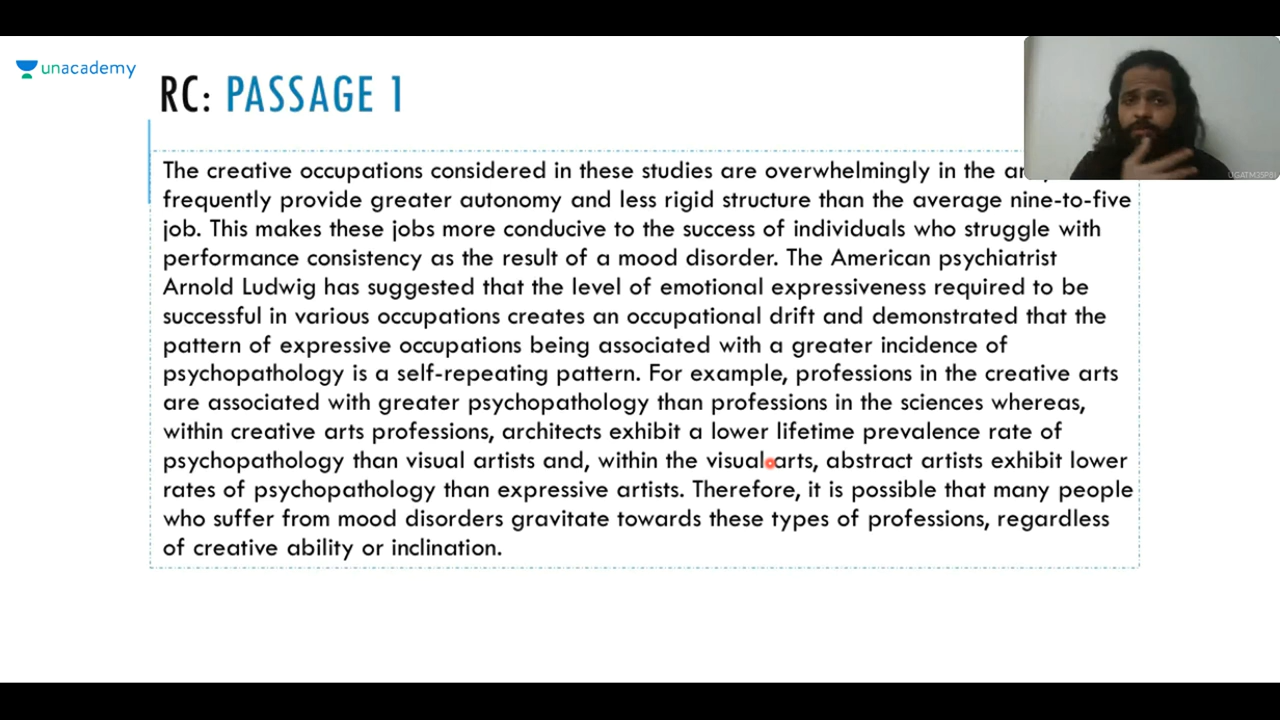 unacademy
RC: PASSAGE 1
The creative occupations considered in these studies are overwhelmingly in the
frequently provide greater autonomy and less rigid structure than the average nine-to-five
job. This makes these jobs more conducive to the success of individuals who struggle with
performance consistency as the result of a mood disorder. The American psychiatrist
Arnold Ludwig has suggested that the level of emotional expressiveness required to be
successful in various occupations creates an occupational drift and demonstrated that the
pattern of expressive occupations being associated with a greater incidence of
psychopathology is a self-repeating pattern. For example, professions in the creative arts
are associated with greater psychopathology than professions in the sciences whereas,
within creative arts professions, architects exhibit a lower lifetime prevalence rate of
psychopathology than visual artists and, within the visual arts, abstract artists exhibit lower
rates of psychopathology than expressive artists. Therefore, it is possible that many people
who suffer from mood disorders gravitate towards these types of professions, regardless
of creative ability or inclination.